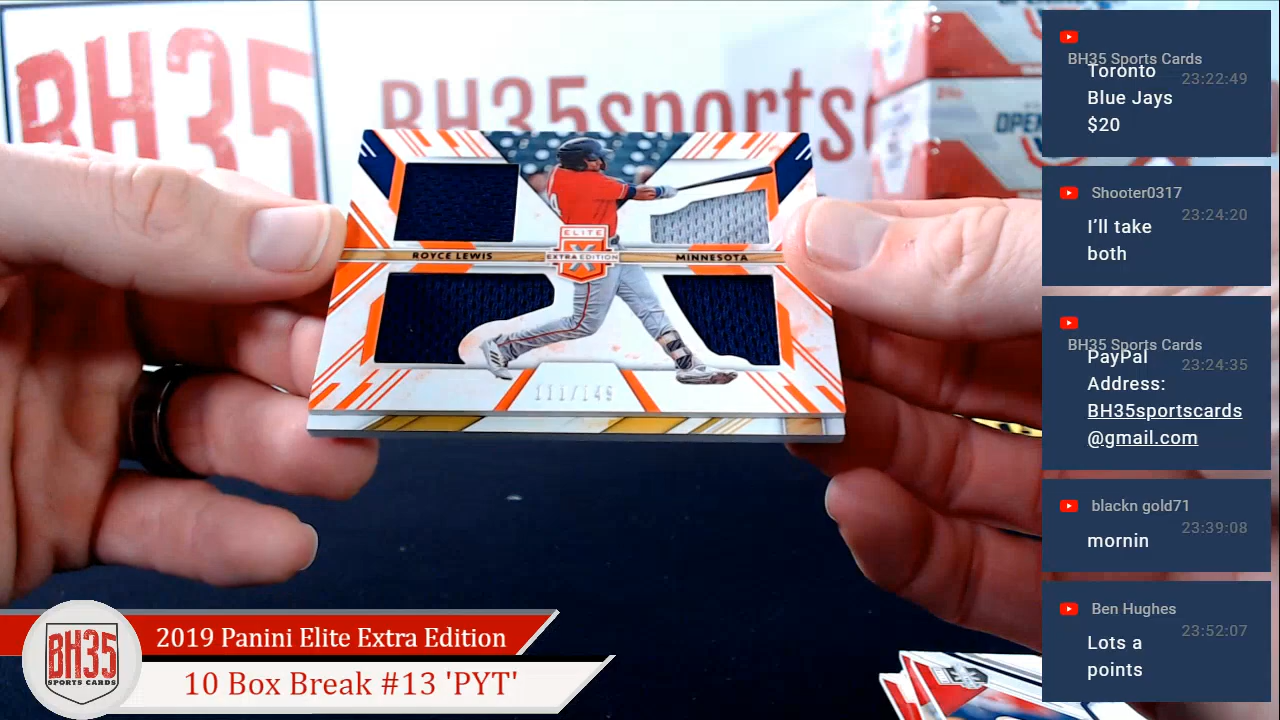 BH35
BH35sports
OPEN
ELITE
X
EXTRA EDITION
ROYCE LEWIS
MINNESOTA
111/149
BH35
SPORTS CARDS
2019 Panini Elite Extra Edition
10 Box Break #13 'PYT'
BH35 Sports Cards
Toronto 23:22:49
Blue Jays
$20
Shooter0317
I'll take 23:24:20
both
BH35 Sports Cards
PayPal 23:24:35
Address:
BH35sportscards
@gmail.com
blackn gold71
mornin 23:39:08
Ben Hughes
Lots a 23:52:07
points